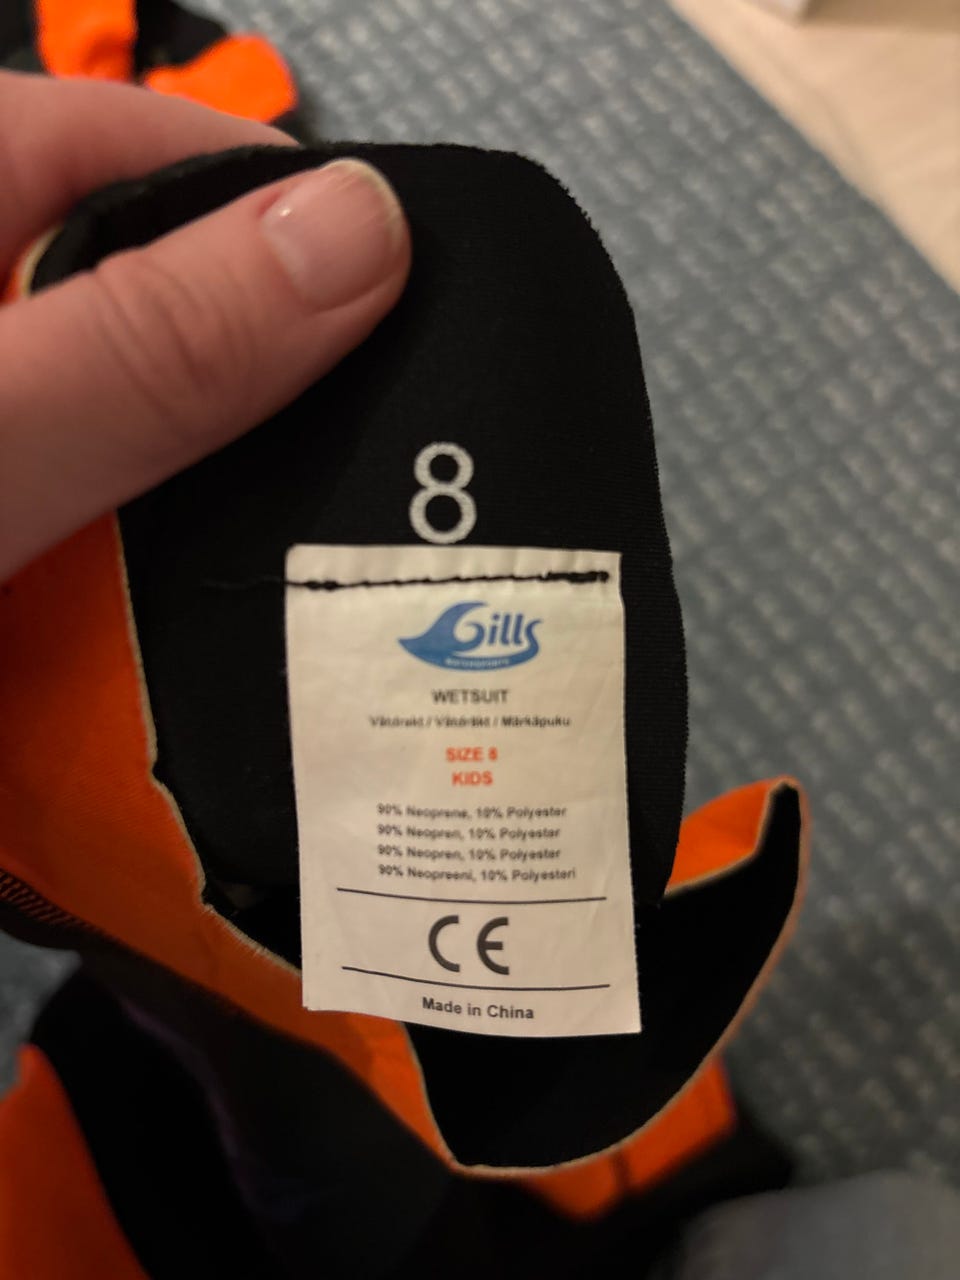 8
Gills
WATERSPORTS
WETSUIT
Våtdrakt / Våtdräkt / Märkäpuku
SIZE 8
KIDS
90% Neoprene, 10% Polyester
90% Neopren, 10% Polyester
90% Neopren, 10% Polyester
90% Neopreeni, 10% Polyesteri
CE
Made in China